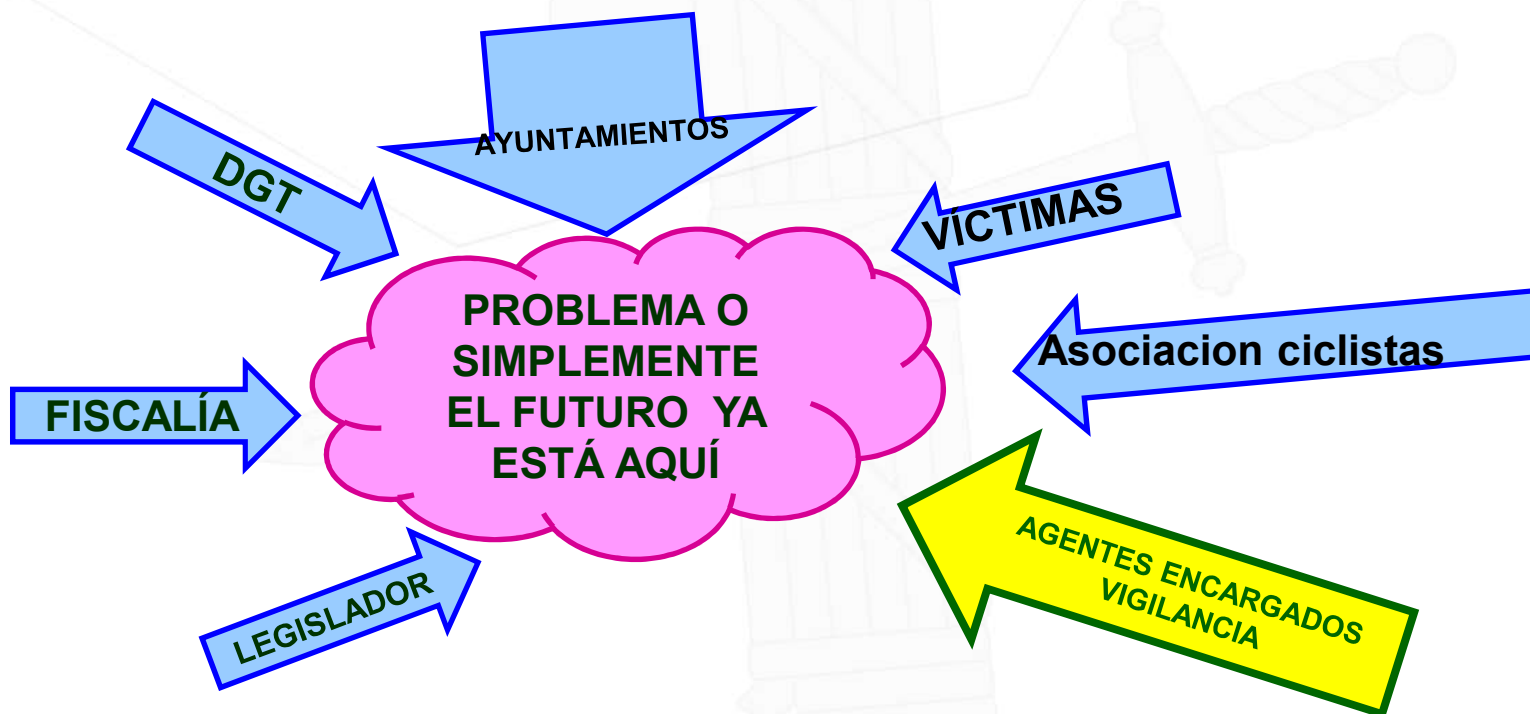 AYUNTAMIENTOS
DGT
VÍCTIMAS
PROBLEMA O
SIMPLEMENTE
EL FUTURO YA
ESTÁ AQUÍ
Asociacion ciclistas
FISCALÍA
AGENTES ENCARGADOS
VIGILANCIA
LEGISLADOR